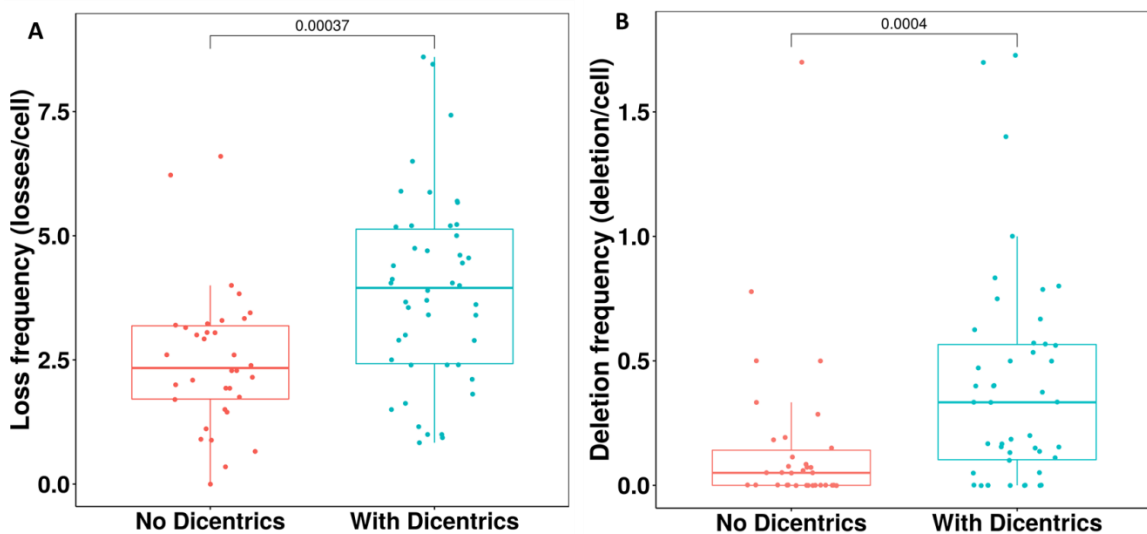 A
0.00037
Loss frequency (losses/cell)
7.5
5.0
2.5
0.0
No Dicentrics
With Dicentrics
B
0.0004
Deletion frequency (deletion/cell)
1.5
1.0
0.5
0.0
No Dicentrics
With Dicentrics